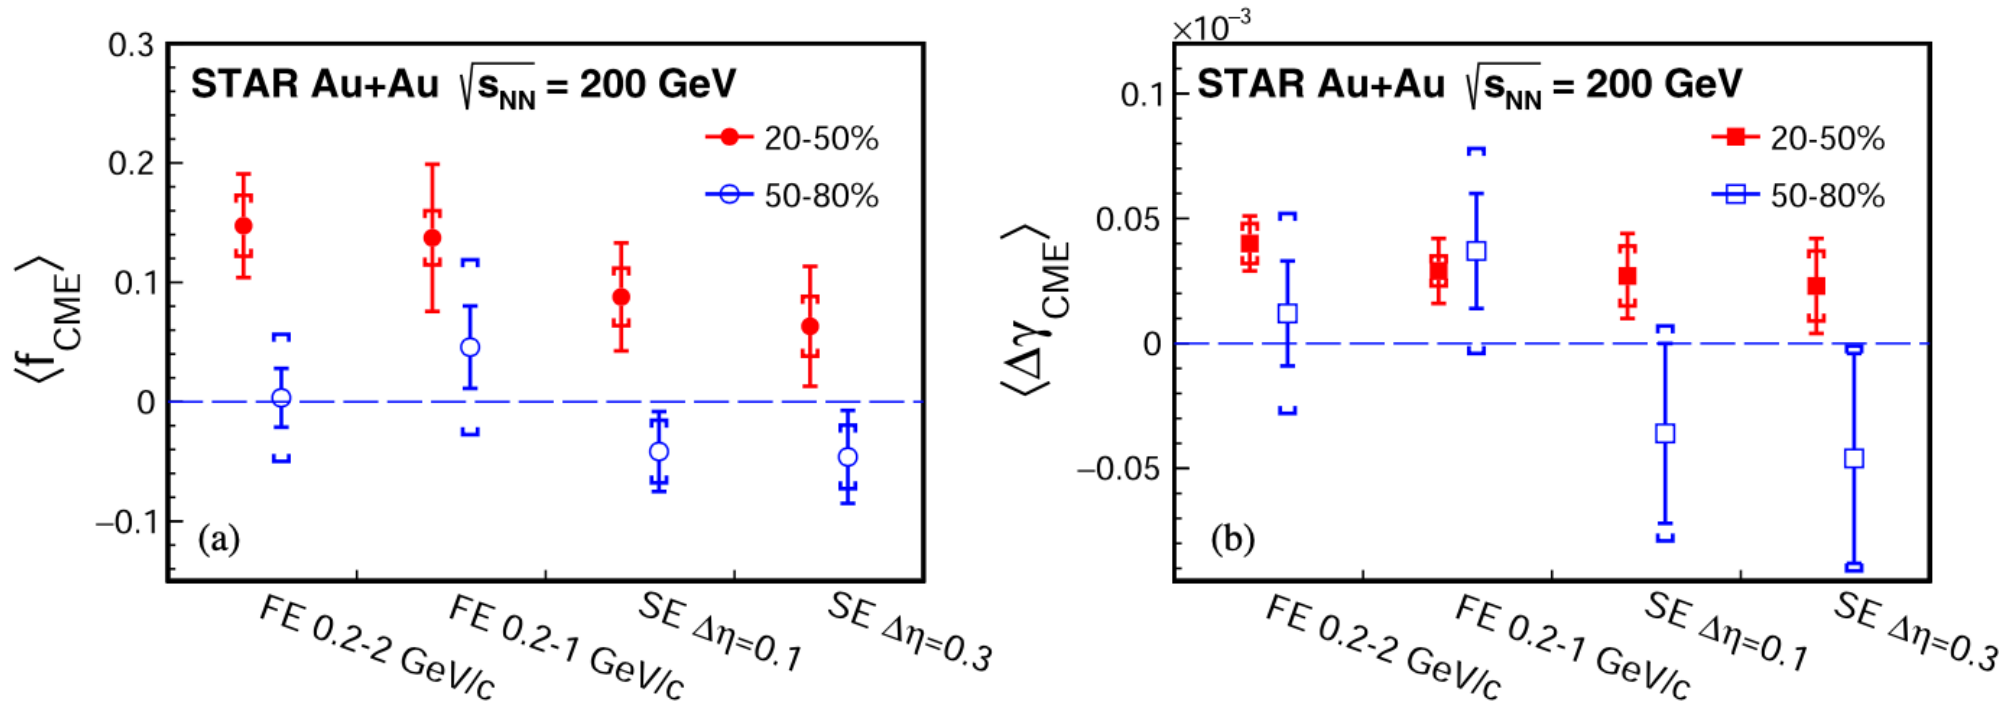 0.3
STAR Au+Au √sNN = 200 GeV
20-50%
50-80%
0.2
0.1
0
−0.1
⟨fCME⟩
(a)
FE 0.2-2 GeV/c
FE 0.2-1 GeV/c
SE Δη=0.1
SE Δη=0.3
×10−3
STAR Au+Au √sNN = 200 GeV
20-50%
50-80%
0.1
0.05
0
−0.05
⟨ΔγCME⟩
(b)
FE 0.2-2 GeV/c
FE 0.2-1 GeV/c
SE Δη=0.1
SE Δη=0.3